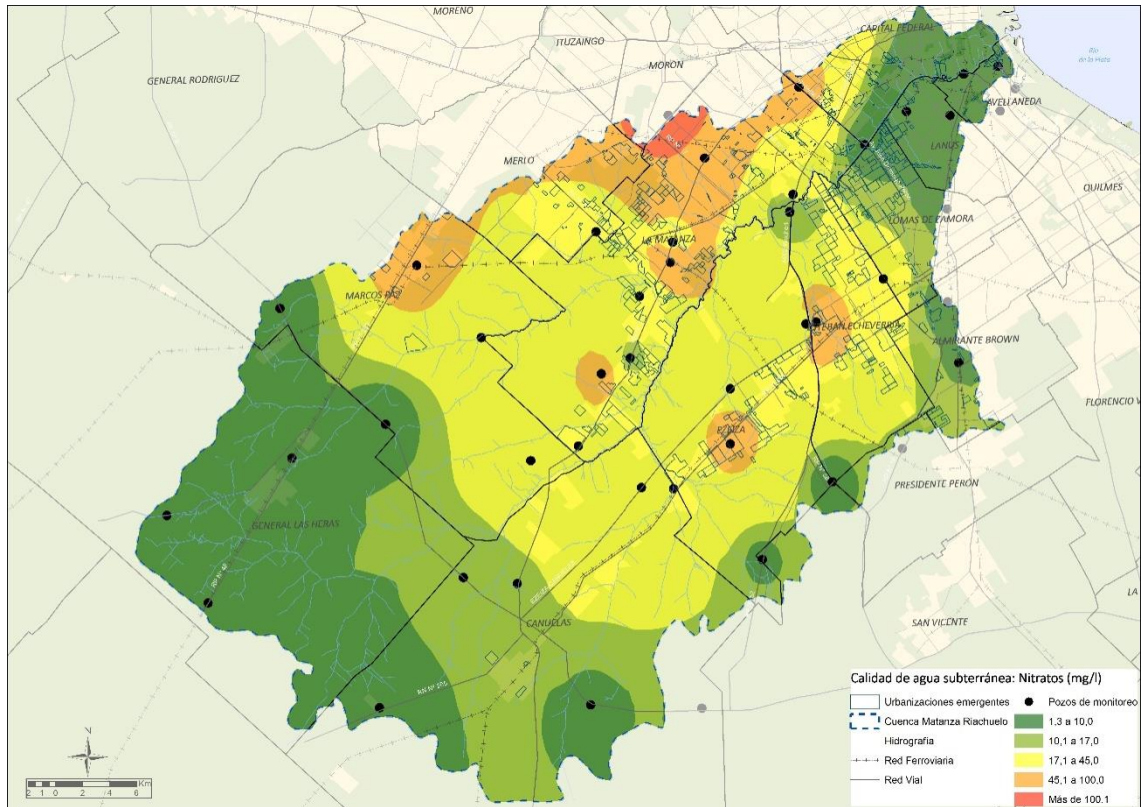 MORENO
ITUZAINGO
CAPITAL FEDERAL
Río
de la Plata
GENERAL RODRIGUEZ
MORON
AVELLANEDA
LANUS
MERLO
QUILMES
LOMAS DE ZAMORA
LA MATANZA
MARCOS PAZ
ESTEBAN ECHEVERRIA
ALMIRANTE BROWN
FLORENCIO V
EZEIZA
PRESIDENTE PERON
GENERAL LAS HERAS
LA
CAÑUELAS
SAN VICENTE
N
2 1 0 2 4 6 Km
Calidad de agua subterránea: Nitratos (mg/l)
Urbanizaciones emergentes
Pozos de monitoreo
Cuenca Matanza Riachuelo
1,3 a 10,0
Hidrografia
10,1 a 17,0
Red Ferroviaria
17,1 a 45,0
Red Vial
45,1 a 100,0
Más de 100.1